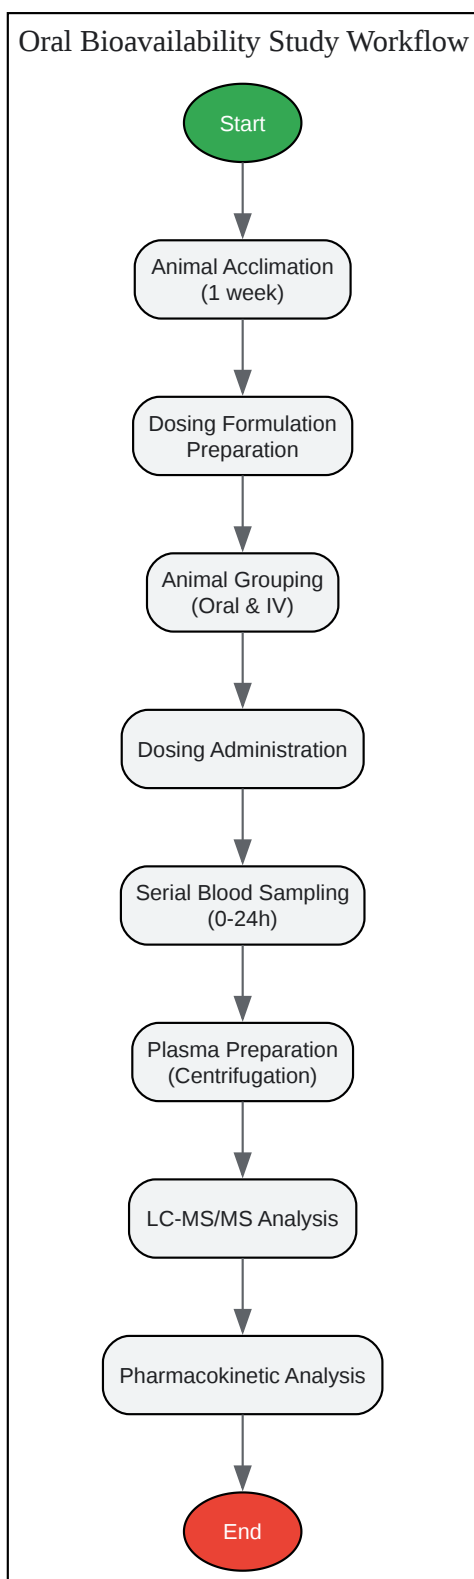 Oral Bioavailability Study Workflow
Start
Animal Acclimation
(1 week)
Dosing Formulation
Preparation
Animal Grouping
(Oral & IV)
Dosing Administration
Serial Blood Sampling
(0-24h)
Plasma Preparation
(Centrifugation)
LC-MS/MS Analysis
Pharmacokinetic Analysis
End